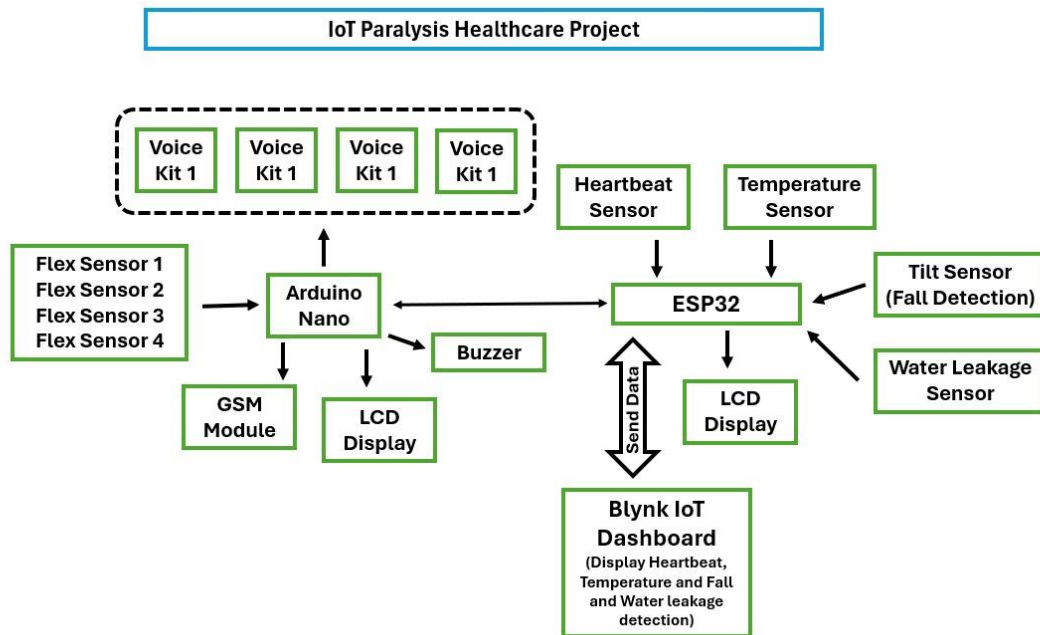 IoT Paralysis Healthcare Project
Voice
Kit 1
Voice
Kit 1
Voice
Kit 1
Voice
Kit 1
Heartbeat
Sensor
Temperature
Sensor
Flex Sensor 1
Flex Sensor 2
Flex Sensor 3
Flex Sensor 4
Arduino
Nano
ESP32
Tilt Sensor
(Fall Detection)
Buzzer
Water Leakage
Sensor
GSM
Module
LCD
Display
Send Data
LCD
Display
Blynk IoT
Dashboard
(Display Heartbeat,
Temperature and Fall
and Water leakage
detection)